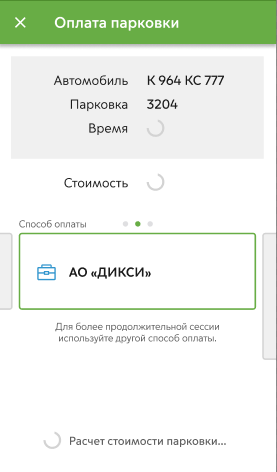 Оплата парковки
Автомобиль К 964 КС 777
Парковка 3204
Время
Стоимость
Способ оплаты
АО «ДИКСИ»
Для более продолжительной сессии
используйте другой способ оплаты.
Расчет стоимости парковки...